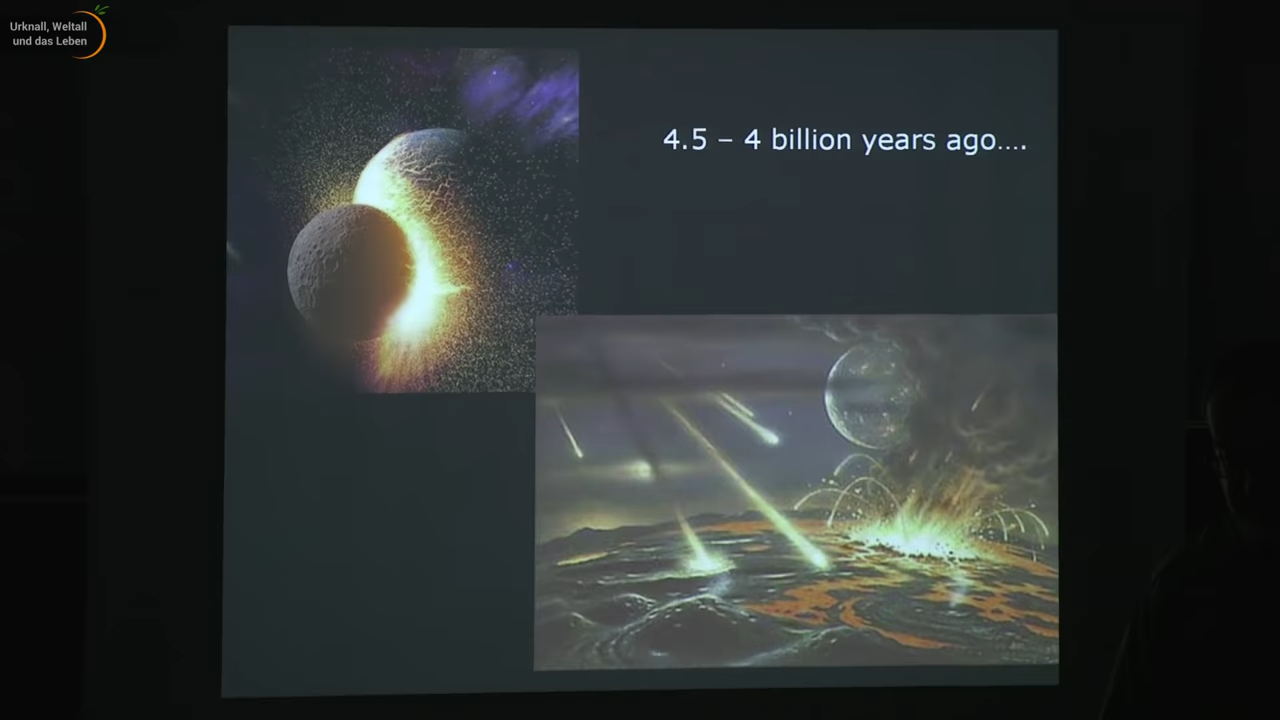 Urknall, Weltall
und das Leben
4.5 – 4 billion years ago....